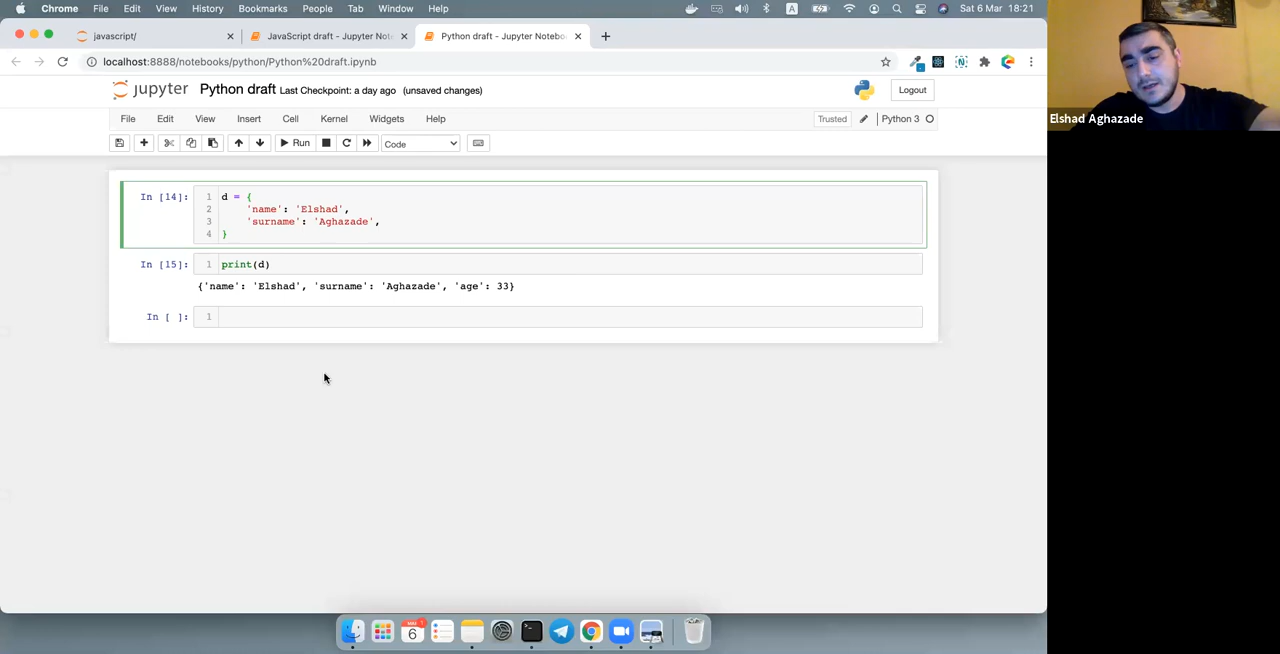 Chrome File Edit View History Bookmarks People Tab Window Help
A
Sat 6 Mar 18:21
javascript/
JavaScript draft - Jupyter Not
Python draft - Jupyter Notebo
localhost:8888/notebooks/python/Python%20draft.ipynb
jupyter Python draft Last Checkpoint: a day ago (unsaved changes)
Logout
File Edit View Insert Cell Kernel Widgets Help
Trusted
Python 3
Run
Code
In [14]:
1 d = {
2 'name': 'Elshad',
3 'surname': 'Aghazade',
4 }
In [15]:
1 print(d)
{'name': 'Elshad', 'surname': 'Aghazade', 'age': 33}
In [ ]:
1
Elshad Aghazade
6